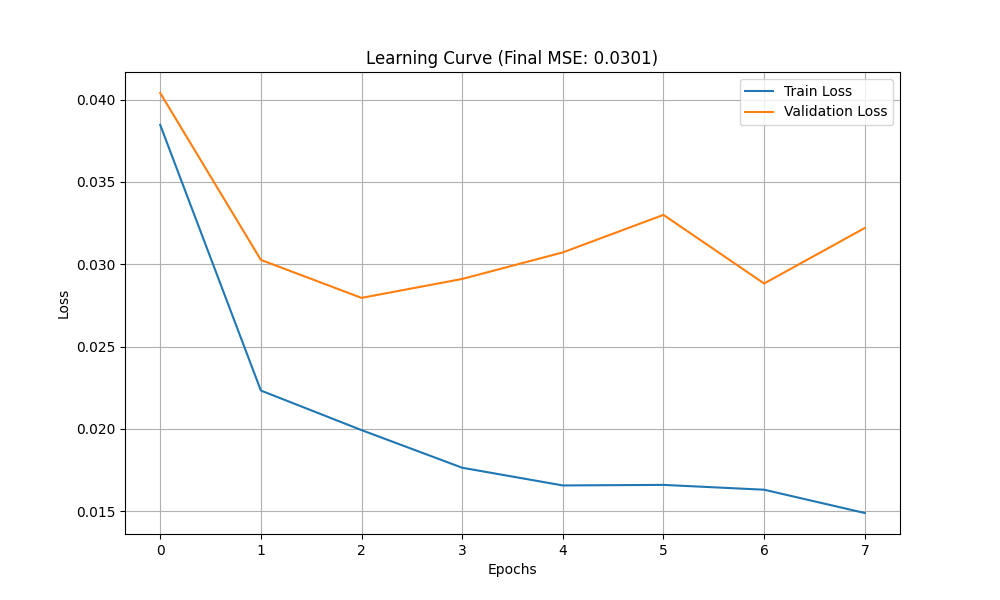 Learning Curve (Final MSE: 0.0301)
Train Loss
Validation Loss
0.040
0.035
0.030
0.025
0.020
0.015
Loss
0 1 2 3 4 5 6 7
Epochs